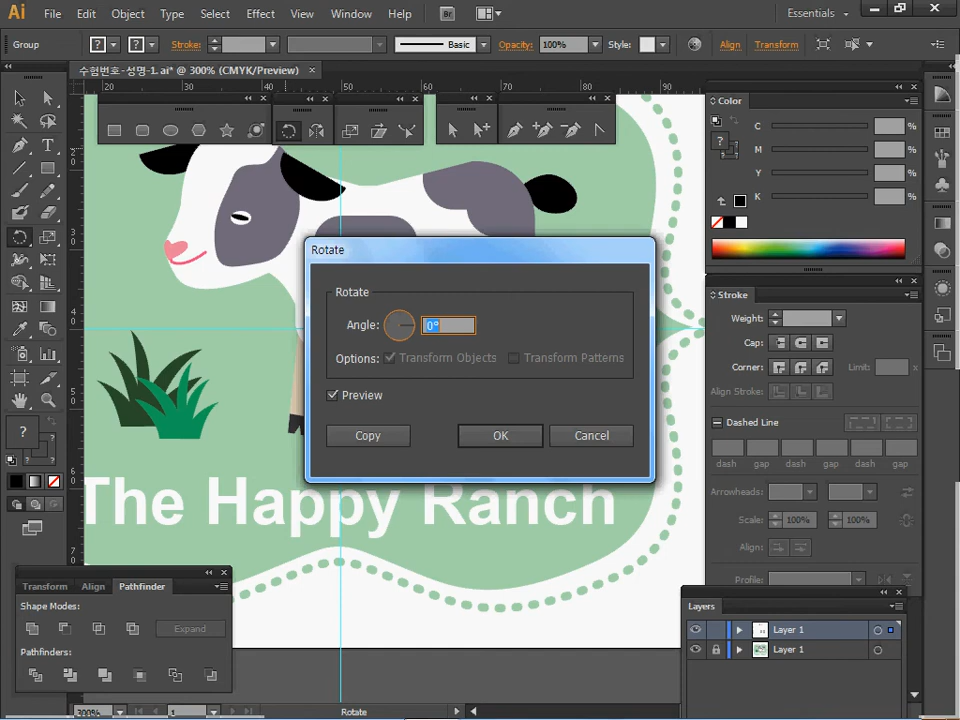 Ai File Edit Object Type Select Effect View Window Help Br Essentials
Group ? ? Stroke: Basic Opacity: 100% Style: Align Transform
수험번호-성명-1. ai* @ 300% (CMYK/Preview) ×
20 30 40 50 60 70 80 90
Color
C %
M %
Y %
K %
?
Rotate
Rotate
Angle: 0°
Options: Transform Objects Transform Patterns
Preview
Copy OK Cancel
Stroke
Weight:
Cap:
Corner: Limit: x
Align Stroke:
Dashed Line
dash gap dash gap dash gap
Arrowheads:
Scale: 100% 100%
Align:
Profile:
The Happy Ranch
Transform Align Pathfinder
Shape Modes:
Expand
Pathfinders:
Layers
Layer 1
Layer 1
300% 1 Rotate